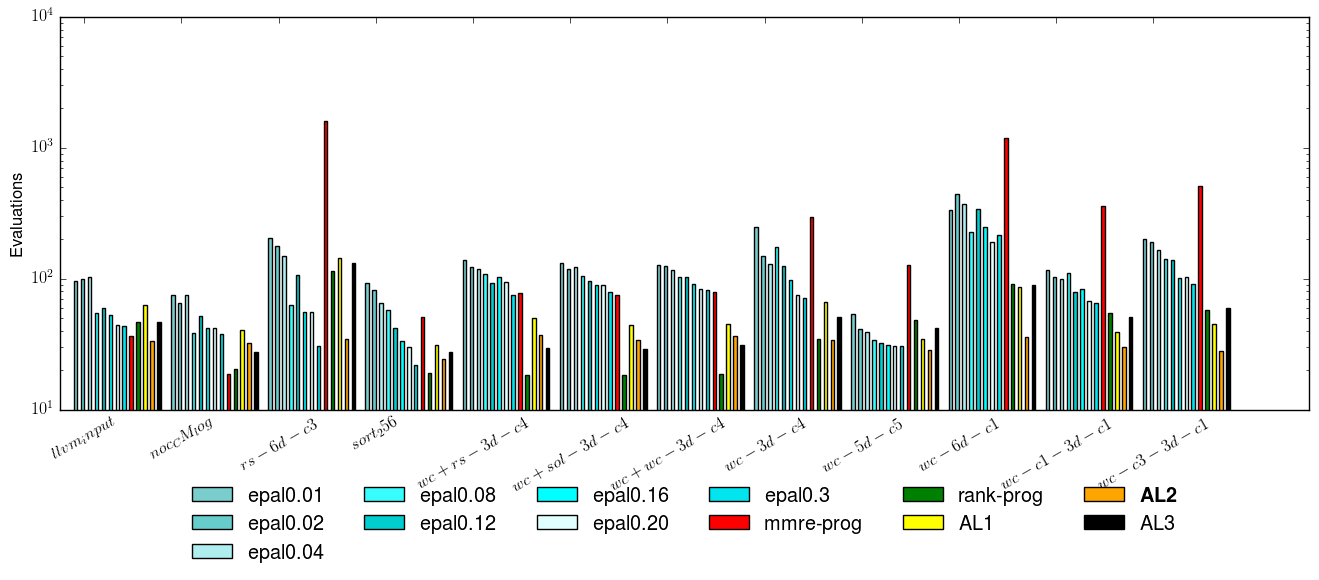 10^4
10^3
10^2
10^1
Evaluations
llvm_input
noc_CM_log
rs − 6d − c3
sort_256
wc + rs − 3d − c4
wc + sol − 3d − c4
wc + wc − 3d − c4
wc − 3d − c4
wc − 5d − c5
wc − 6d − c1
wc − c1 − 3d − c1
wc − c3 − 3d − c1
epal0.01 epal0.08 epal0.16 epal0.3 rank-prog AL2
epal0.02 epal0.12 epal0.20 mmre-prog AL1 AL3
epal0.04